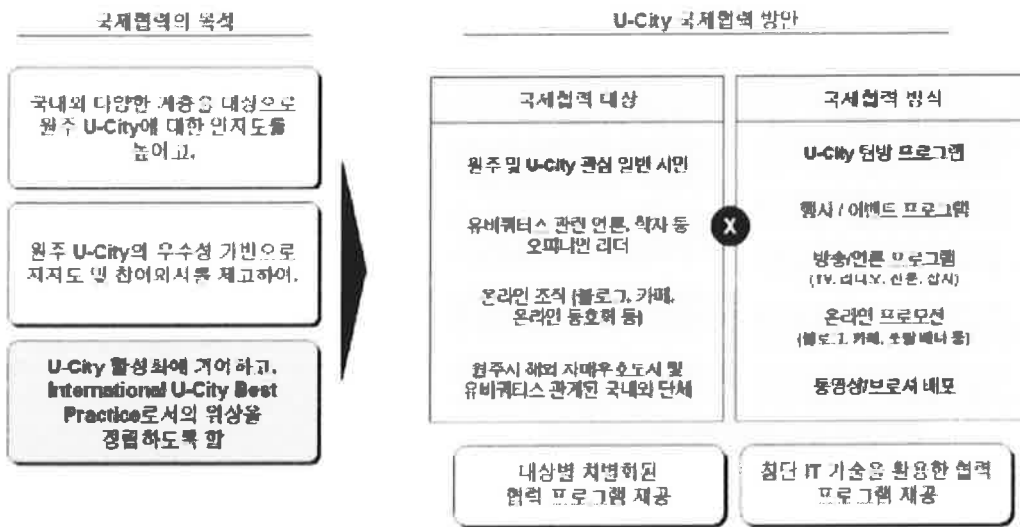 국제협력의 목적
국내외 다양한 계층을 대상으로
원주 U-City에 대한 인지도를
높이고,
원주 U-City의 우수성 기반으로
지지도 및 참여의사를 제고하여,
U-City 활성화에 기여하고,
International U-City Best
Practice로서의 위상을
정립하도록 함
U-City 국제협력 방안
국제협력 대상
원주 및 U-City 관심 일반 시민
유비쿼터스 관련 언론, 학자 등
오피니언 리더
온라인 조직 (블로그, 카페,
온라인 동호회 등)
원주시 해외 자매우호도시 및
유비쿼터스 관계된 국내외 단체
X
국제협력 방식
U-City 탐방 프로그램
행사 / 이벤트 프로그램
방송/언론 프로그램
(TV, 라디오, 신문, 잡지)
온라인 프로모션
(블로그, 카페, 포탈 배너 등)
동영상/브로셔 배포
대상별 차별화된
협력 프로그램 제공
첨단 IT 기술을 활용한 협력
프로그램 제공